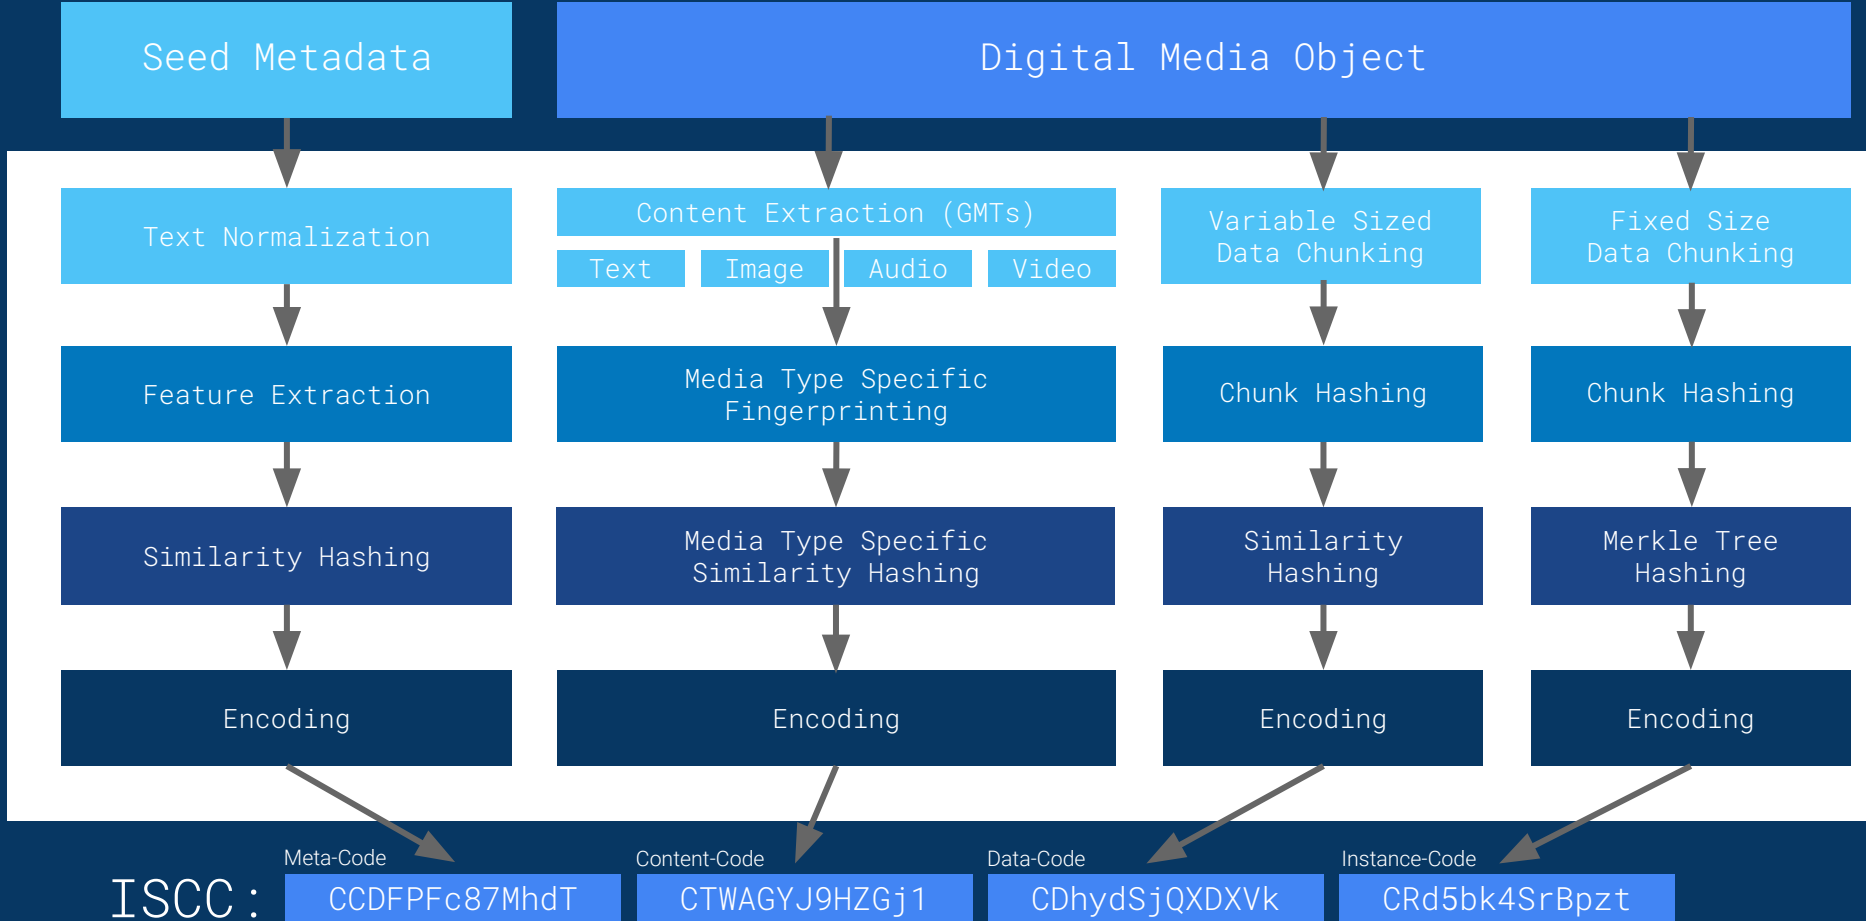 Seed Metadata
Digital Media Object
Text Normalization
Content Extraction (GMTs)
Text
Image
Audio
Video
Variable Sized
Data Chunking
Fixed Size
Data Chunking
Feature Extraction
Media Type Specific
Fingerprinting
Chunk Hashing
Chunk Hashing
Similarity Hashing
Media Type Specific
Similarity Hashing
Similarity
Hashing
Merkle Tree
Hashing
Encoding
Encoding
Encoding
Encoding
ISCC:
Meta-Code
CCDFPFc87MhdT
Content-Code
CTWAGYJ9HZGj1
Data-Code
CDhydSjQXDXVk
Instance-Code
CRd5bk4SrBpzt